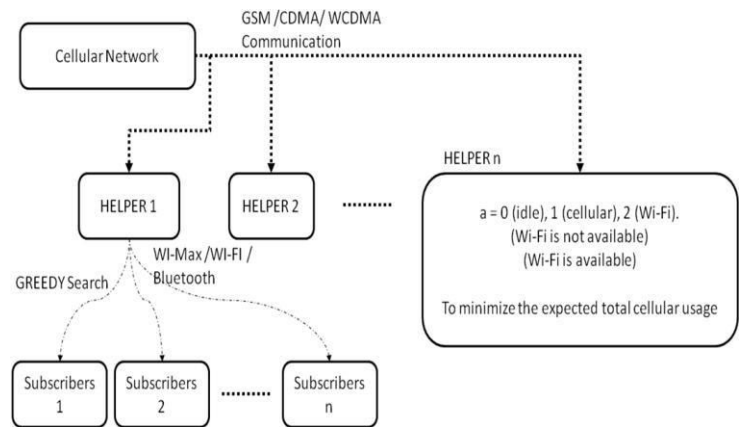 GSM /CDMA/ WCDMA
Communication
Cellular Network
HELPER n
HELPER 1
HELPER 2
a = 0 (idle), 1 (cellular), 2 (Wi-Fi).
(Wi-Fi is not available)
(Wi-Fi is available)
To minimize the expected total cellular usage
WI-Max /WI-FI /
Bluetooth
GREEDY Search
Subscribers
1
Subscribers
2
Subscribers
n